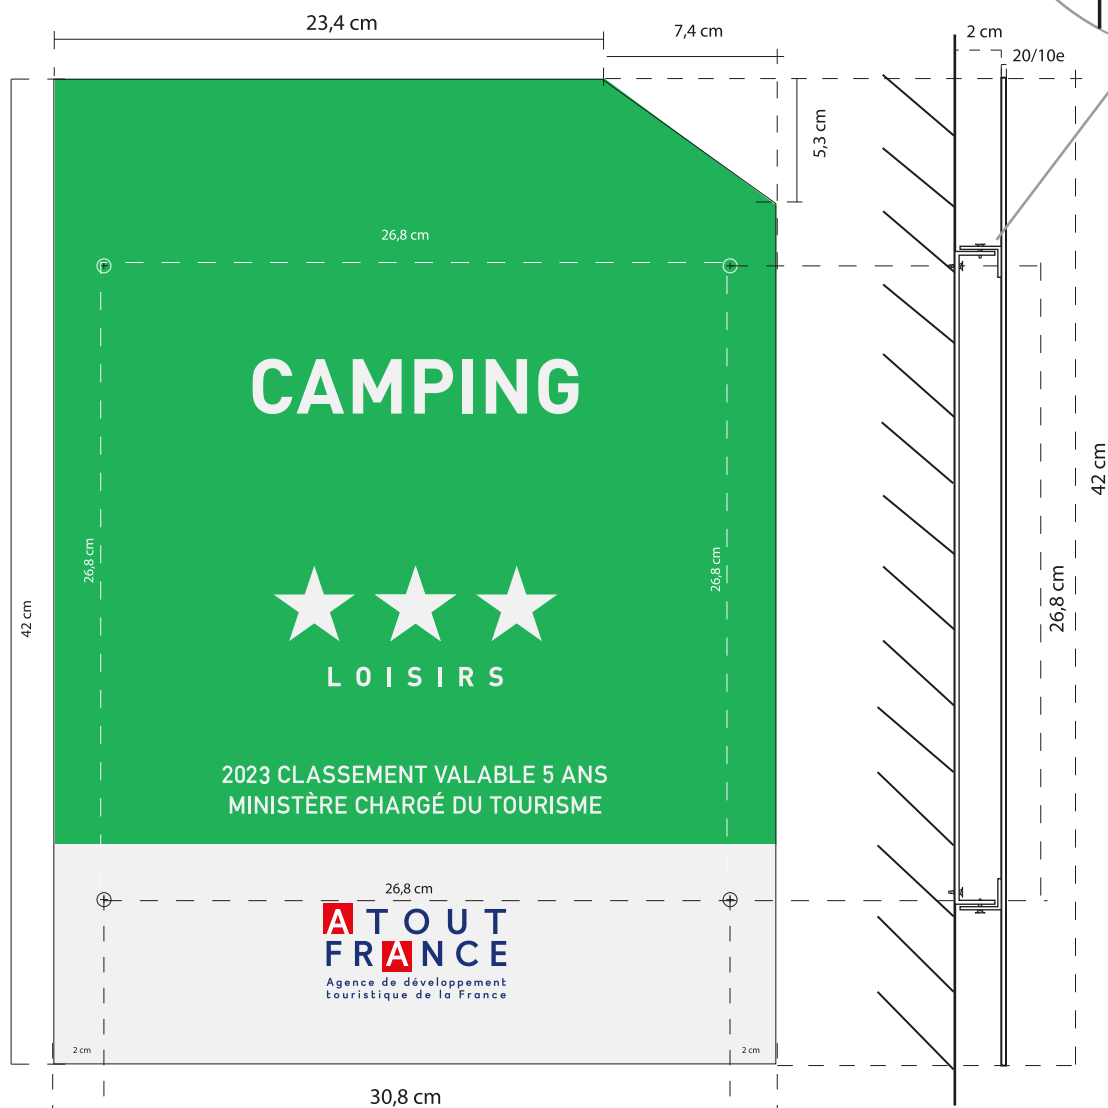 23,4 cm
7,4 cm
2 cm
20/10e
5,3 cm
26,8 cm
CAMPING
42 cm
26,8 cm
26,8 cm
26,8 cm
42 cm
LOISIRS
2023 CLASSEMENT VALABLE 5 ANS
MINISTÈRE CHARGÉ DU TOURISME
26,8 cm
ATOUT
FRANCE
Agence de développement
touristique de la France
2 cm
2 cm
30,8 cm